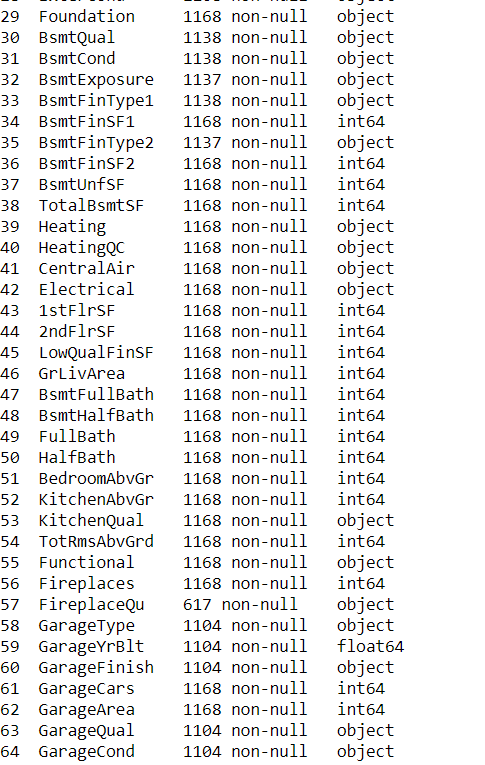 29 Foundation 1168 non-null object
30 BsmtQual 1138 non-null object
31 BsmtCond 1138 non-null object
32 BsmtExposure 1137 non-null object
33 BsmtFinType1 1138 non-null object
34 BsmtFinSF1 1168 non-null int64
35 BsmtFinType2 1137 non-null object
36 BsmtFinSF2 1168 non-null int64
37 BsmtUnfSF 1168 non-null int64
38 TotalBsmtSF 1168 non-null int64
39 Heating 1168 non-null object
40 HeatingQC 1168 non-null object
41 CentralAir 1168 non-null object
42 Electrical 1168 non-null object
43 1stFlrSF 1168 non-null int64
44 2ndFlrSF 1168 non-null int64
45 LowQualFinSF 1168 non-null int64
46 GrLivArea 1168 non-null int64
47 BsmtFullBath 1168 non-null int64
48 BsmtHalfBath 1168 non-null int64
49 FullBath 1168 non-null int64
50 HalfBath 1168 non-null int64
51 BedroomAbvGr 1168 non-null int64
52 KitchenAbvGr 1168 non-null int64
53 KitchenQual 1168 non-null object
54 TotRmsAbvGrd 1168 non-null int64
55 Functional 1168 non-null object
56 Fireplaces 1168 non-null int64
57 FireplaceQu 617 non-null object
58 GarageType 1104 non-null object
59 GarageYrBlt 1104 non-null float64
60 GarageFinish 1104 non-null object
61 GarageCars 1168 non-null int64
62 GarageArea 1168 non-null int64
63 GarageQual 1104 non-null object
64 GarageCond 1104 non-null object